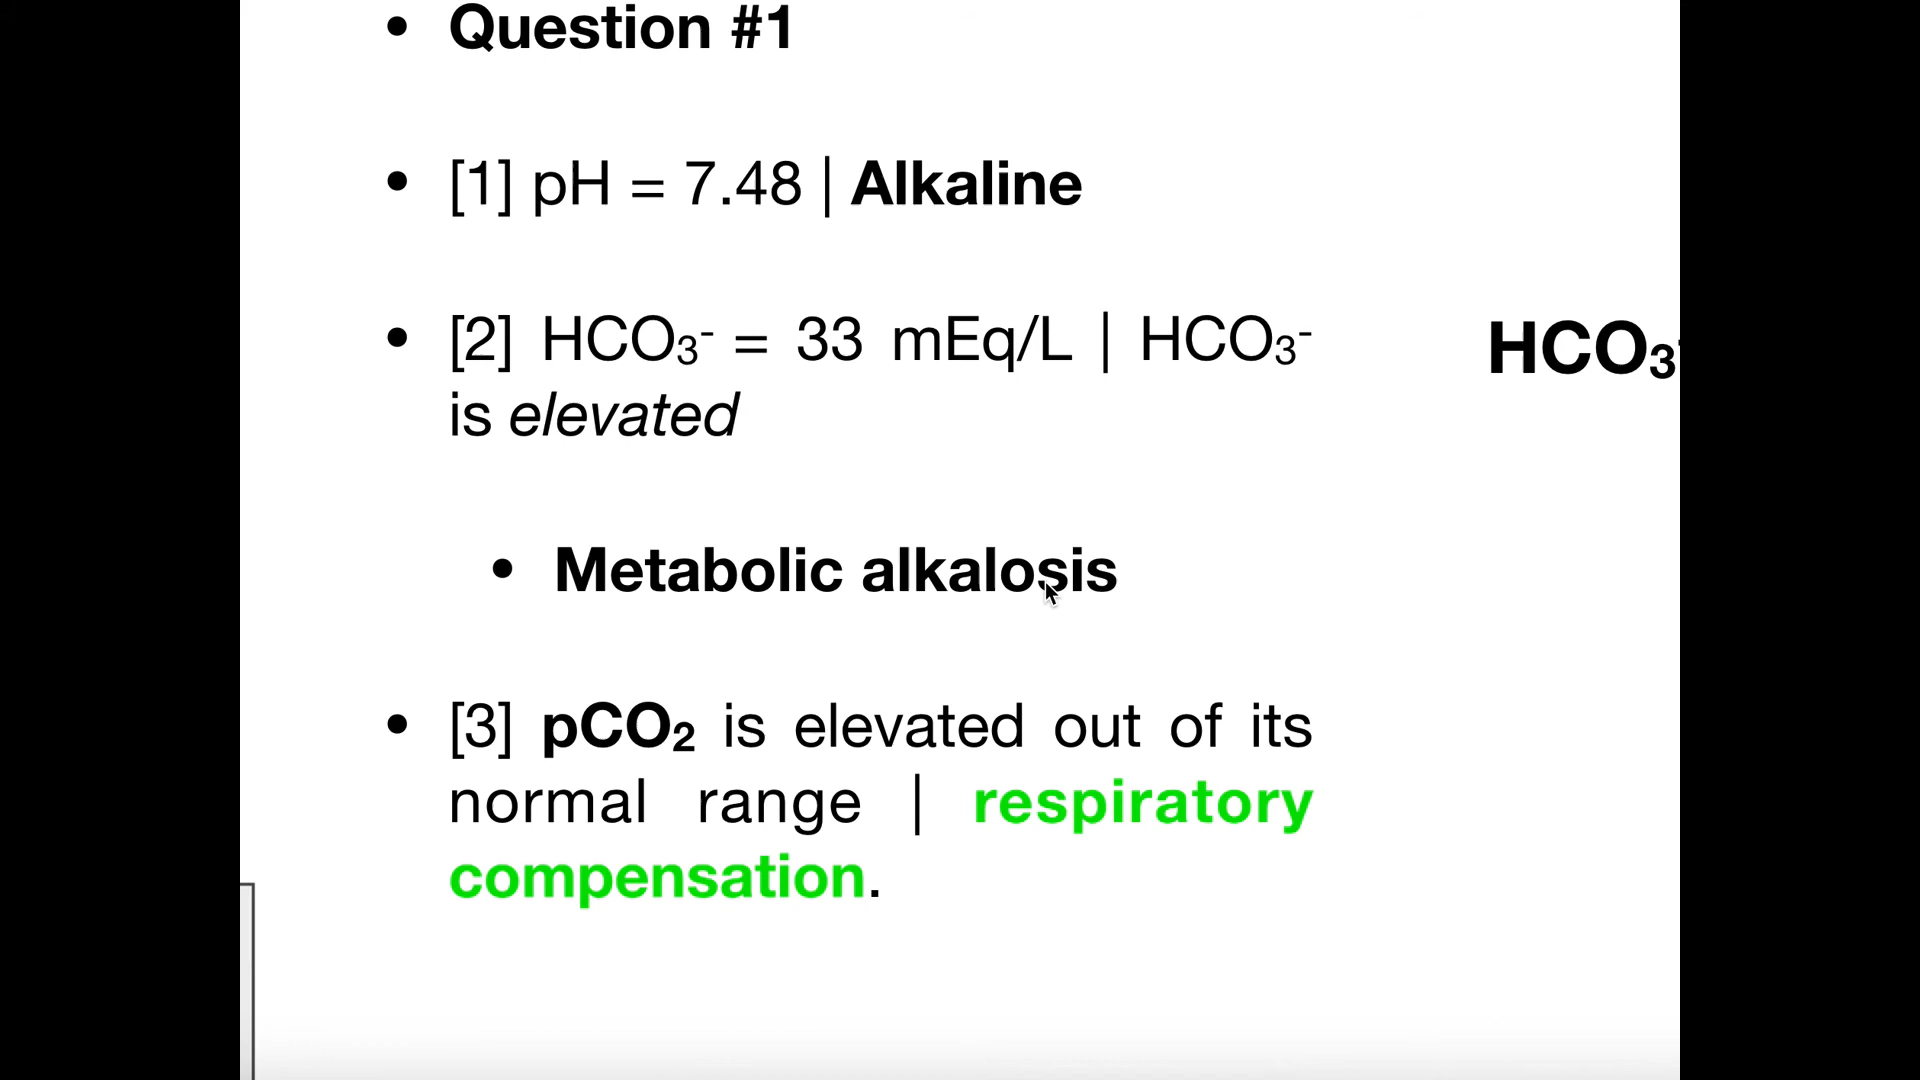 • Question #1
• [1] pH = 7.48 | Alkaline
• [2] HCO₃⁻ = 33 mEq/L | HCO₃⁻
is elevated
HCO₃⁻
• Metabolic alkalosis
• [3] pCO₂ is elevated out of its
normal range | respiratory
compensation.